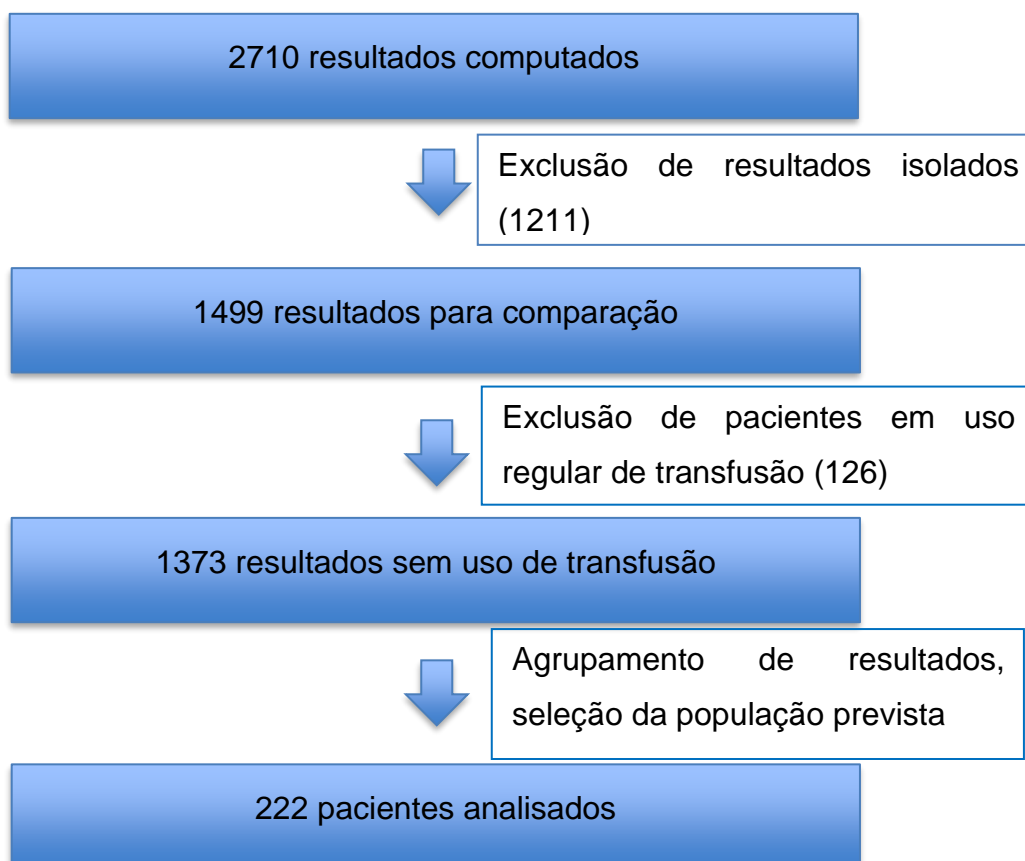 2710 resultados computados
Exclusão de resultados isolados
(1211)
1499 resultados para comparação
Exclusão de pacientes em uso
regular de transfusão (126)
1373 resultados sem uso de transfusão
Agrupamento de resultados,
seleção da população prevista
222 pacientes analisados